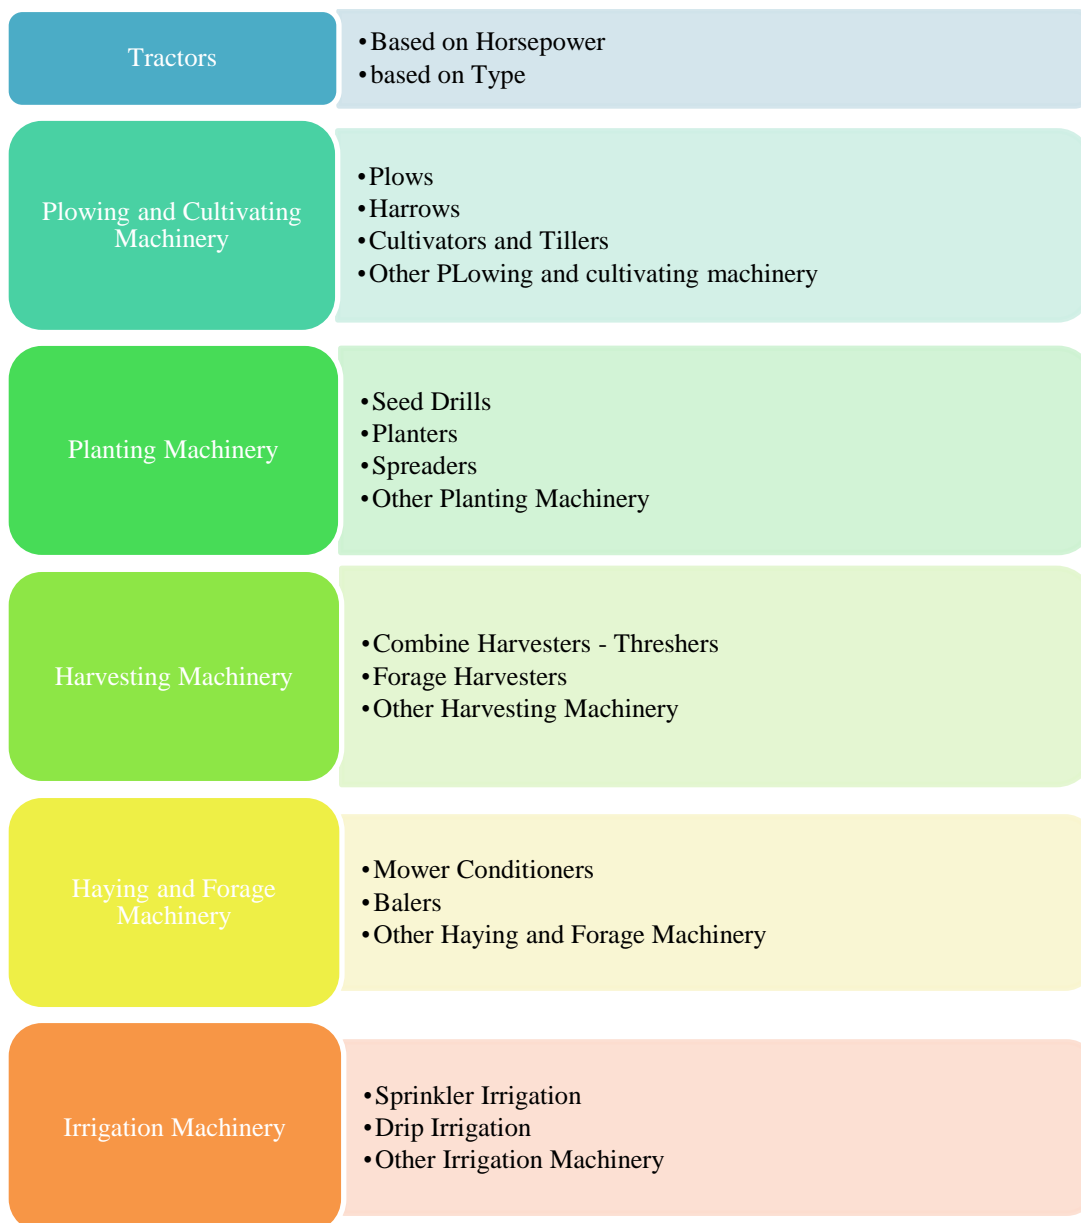 Tractors
•Based on Horsepower
•based on Type
Plowing and Cultivating
Machinery
•Plows
•Harrows
•Cultivators and Tillers
•Other PLowing and cultivating machinery
Planting Machinery
•Seed Drills
•Planters
•Spreaders
•Other Planting Machinery
Harvesting Machinery
•Combine Harvesters - Threshers
•Forage Harvesters
•Other Harvesting Machinery
Haying and Forage
Machinery
•Mower Conditioners
•Balers
•Other Haying and Forage Machinery
Irrigation Machinery
•Sprinkler Irrigation
•Drip Irrigation
•Other Irrigation Machinery